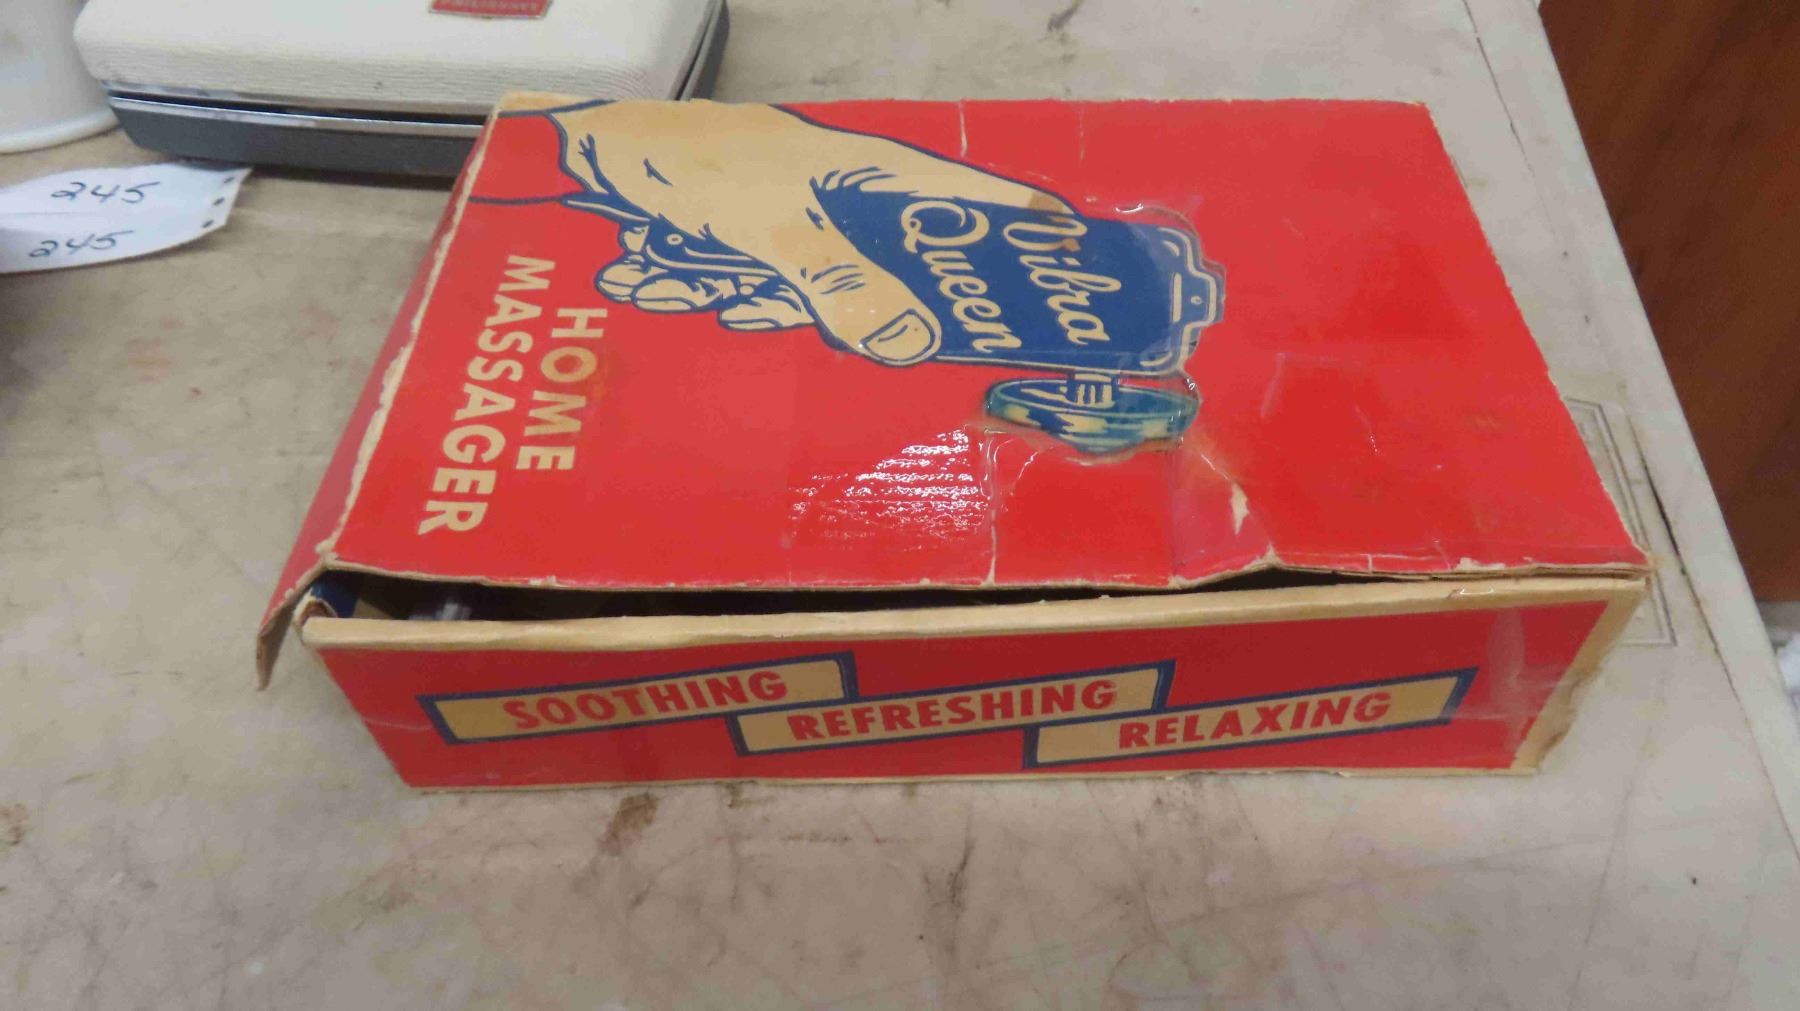 245
245
Vibra
Queen
HOME
MASSAGER
SOOTHING
REFRESHING
RELAXING